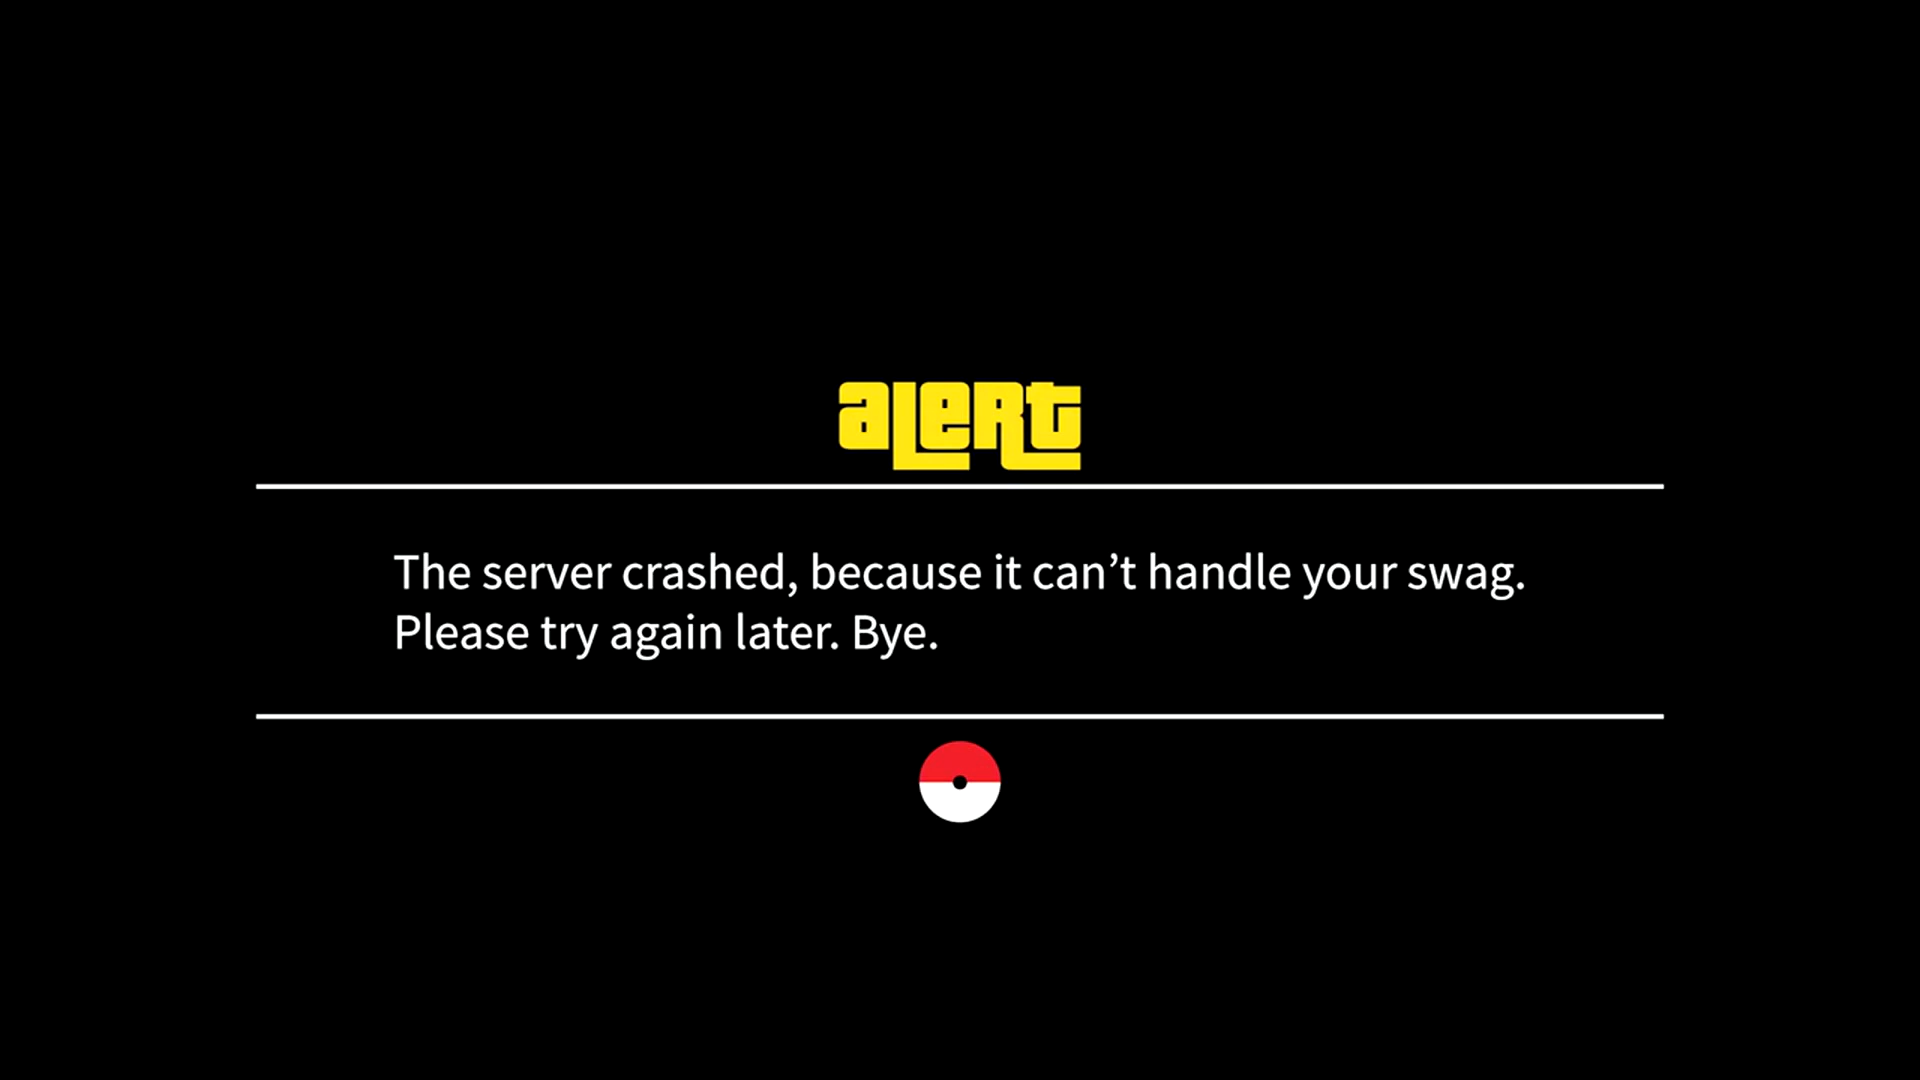 aLeRt
The server crashed, because it can’t handle your swag.
Please try again later. Bye.